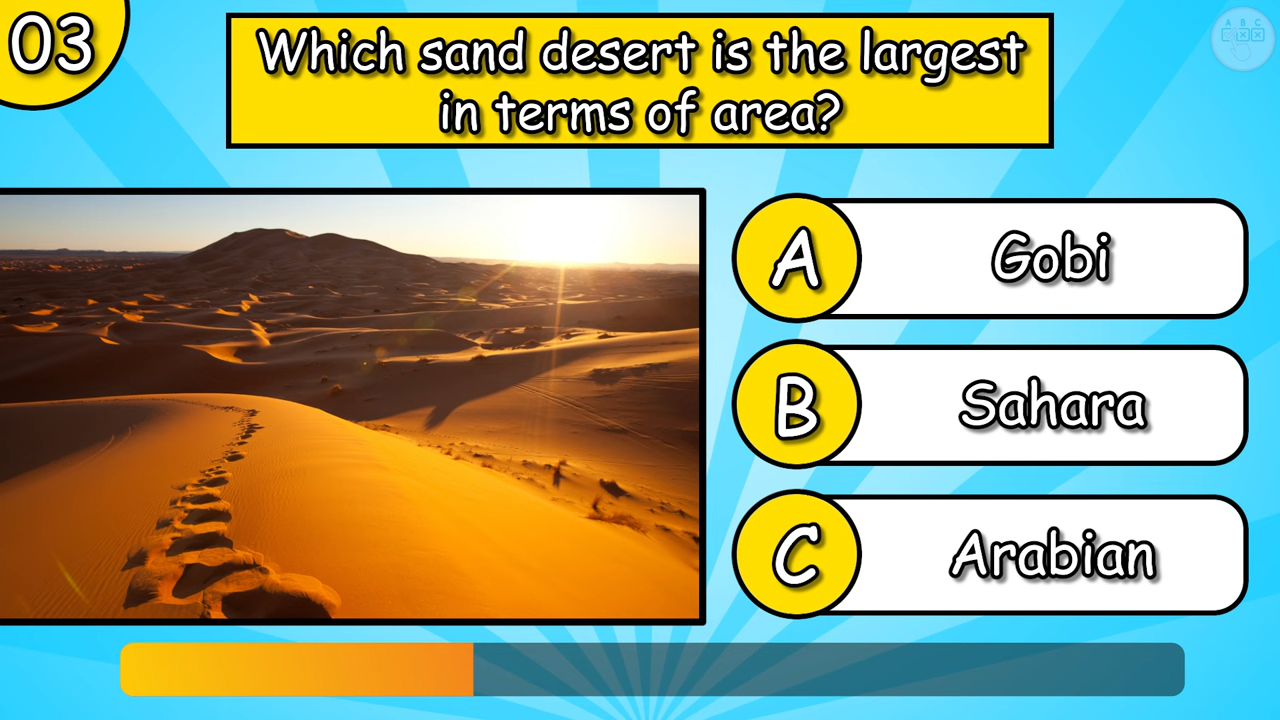 03
Which sand desert is the largest
in terms of area?
A B C
A Gobi
B Sahara
C Arabian